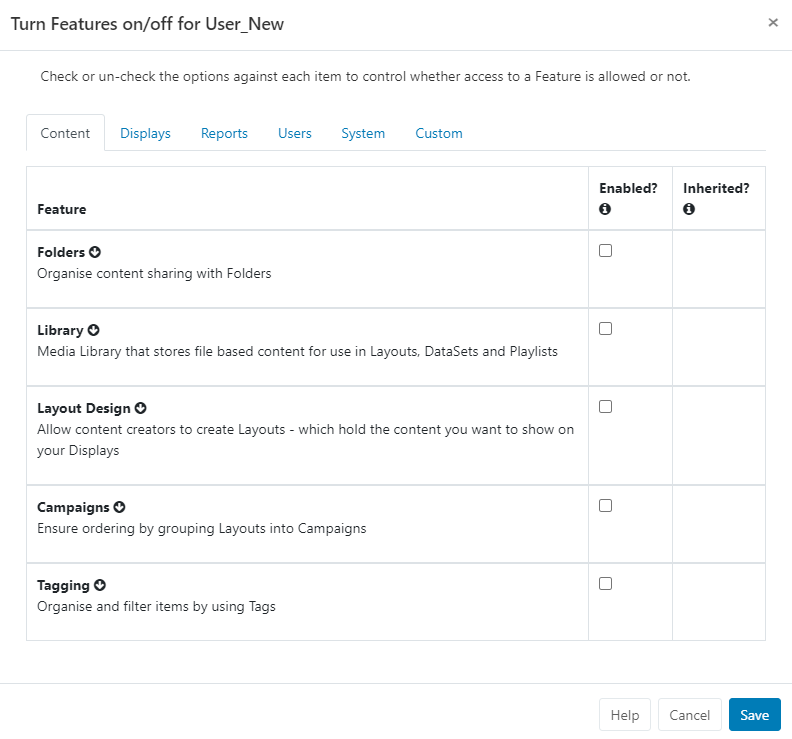 Turn Features on/off for User_New
×
Check or un-check the options against each item to control whether access to a Feature is allowed or not.
Content Displays Reports Users System Custom
Feature Enabled? Inherited?
Folders
Organise content sharing with Folders
Library
Media Library that stores file based content for use in Layouts, DataSets and Playlists
Layout Design
Allow content creators to create Layouts - which hold the content you want to show on
your Displays
Campaigns
Ensure ordering by grouping Layouts into Campaigns
Tagging
Organise and filter items by using Tags
Help Cancel Save